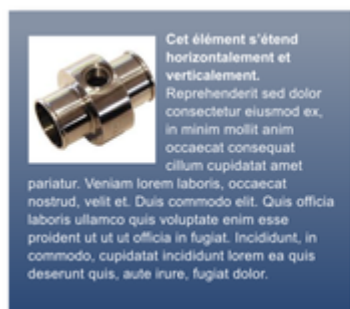 Cet élément s'étend
horizontalement et
verticalement.
Reprehenderit sed dolor
consectetur eiusmod ex,
in minim mollit anim
occaecat consequat
cillum cupidatat amet
pariatur. Veniam lorem laboris, occaecat
nostrud, velit et. Duis commodo elit. Quis officia
laboris ullamco quis voluptate enim esse
proident ut ut ut officia in fugiat. Incididunt, in
commodo, cupidatat incididunt lorem ea quis
deserunt quis, aute irure, fugiat dolor.